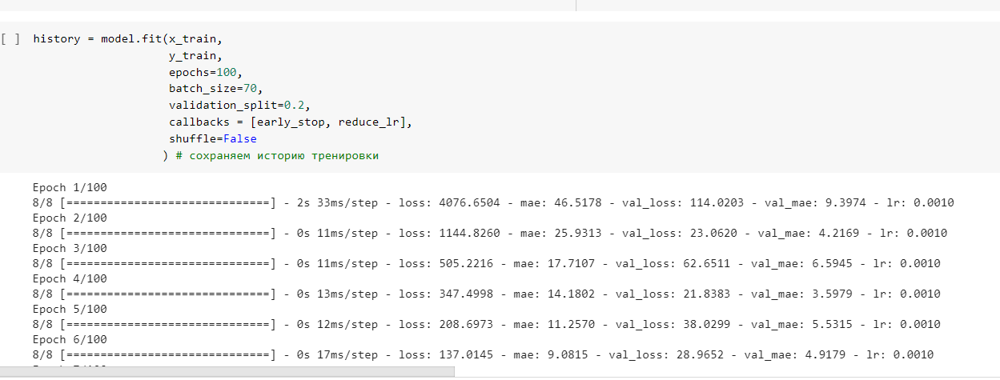 [ ] history = model.fit(x_train,
y_train,
epochs=100,
batch_size=70,
validation_split=0.2,
callbacks = [early_stop, reduce_lr],
shuffle=False
) # сохраняем историю тренировки
Epoch 1/100
8/8 [==============================] - 2s 33ms/step - loss: 4076.6504 - mae: 46.5178 - val_loss: 114.0203 - val_mae: 9.3974 - lr: 0.0010
Epoch 2/100
8/8 [==============================] - 0s 11ms/step - loss: 1144.8260 - mae: 25.9313 - val_loss: 23.0620 - val_mae: 4.2169 - lr: 0.0010
Epoch 3/100
8/8 [==============================] - 0s 11ms/step - loss: 505.2216 - mae: 17.7107 - val_loss: 62.6511 - val_mae: 6.5945 - lr: 0.0010
Epoch 4/100
8/8 [==============================] - 0s 13ms/step - loss: 347.4998 - mae: 14.1802 - val_loss: 21.8383 - val_mae: 3.5979 - lr: 0.0010
Epoch 5/100
8/8 [==============================] - 0s 12ms/step - loss: 208.6973 - mae: 11.2570 - val_loss: 38.0299 - val_mae: 5.5315 - lr: 0.0010
Epoch 6/100
8/8 [==============================] - 0s 17ms/step - loss: 137.0145 - mae: 9.0815 - val_loss: 28.9652 - val_mae: 4.9179 - lr: 0.0010